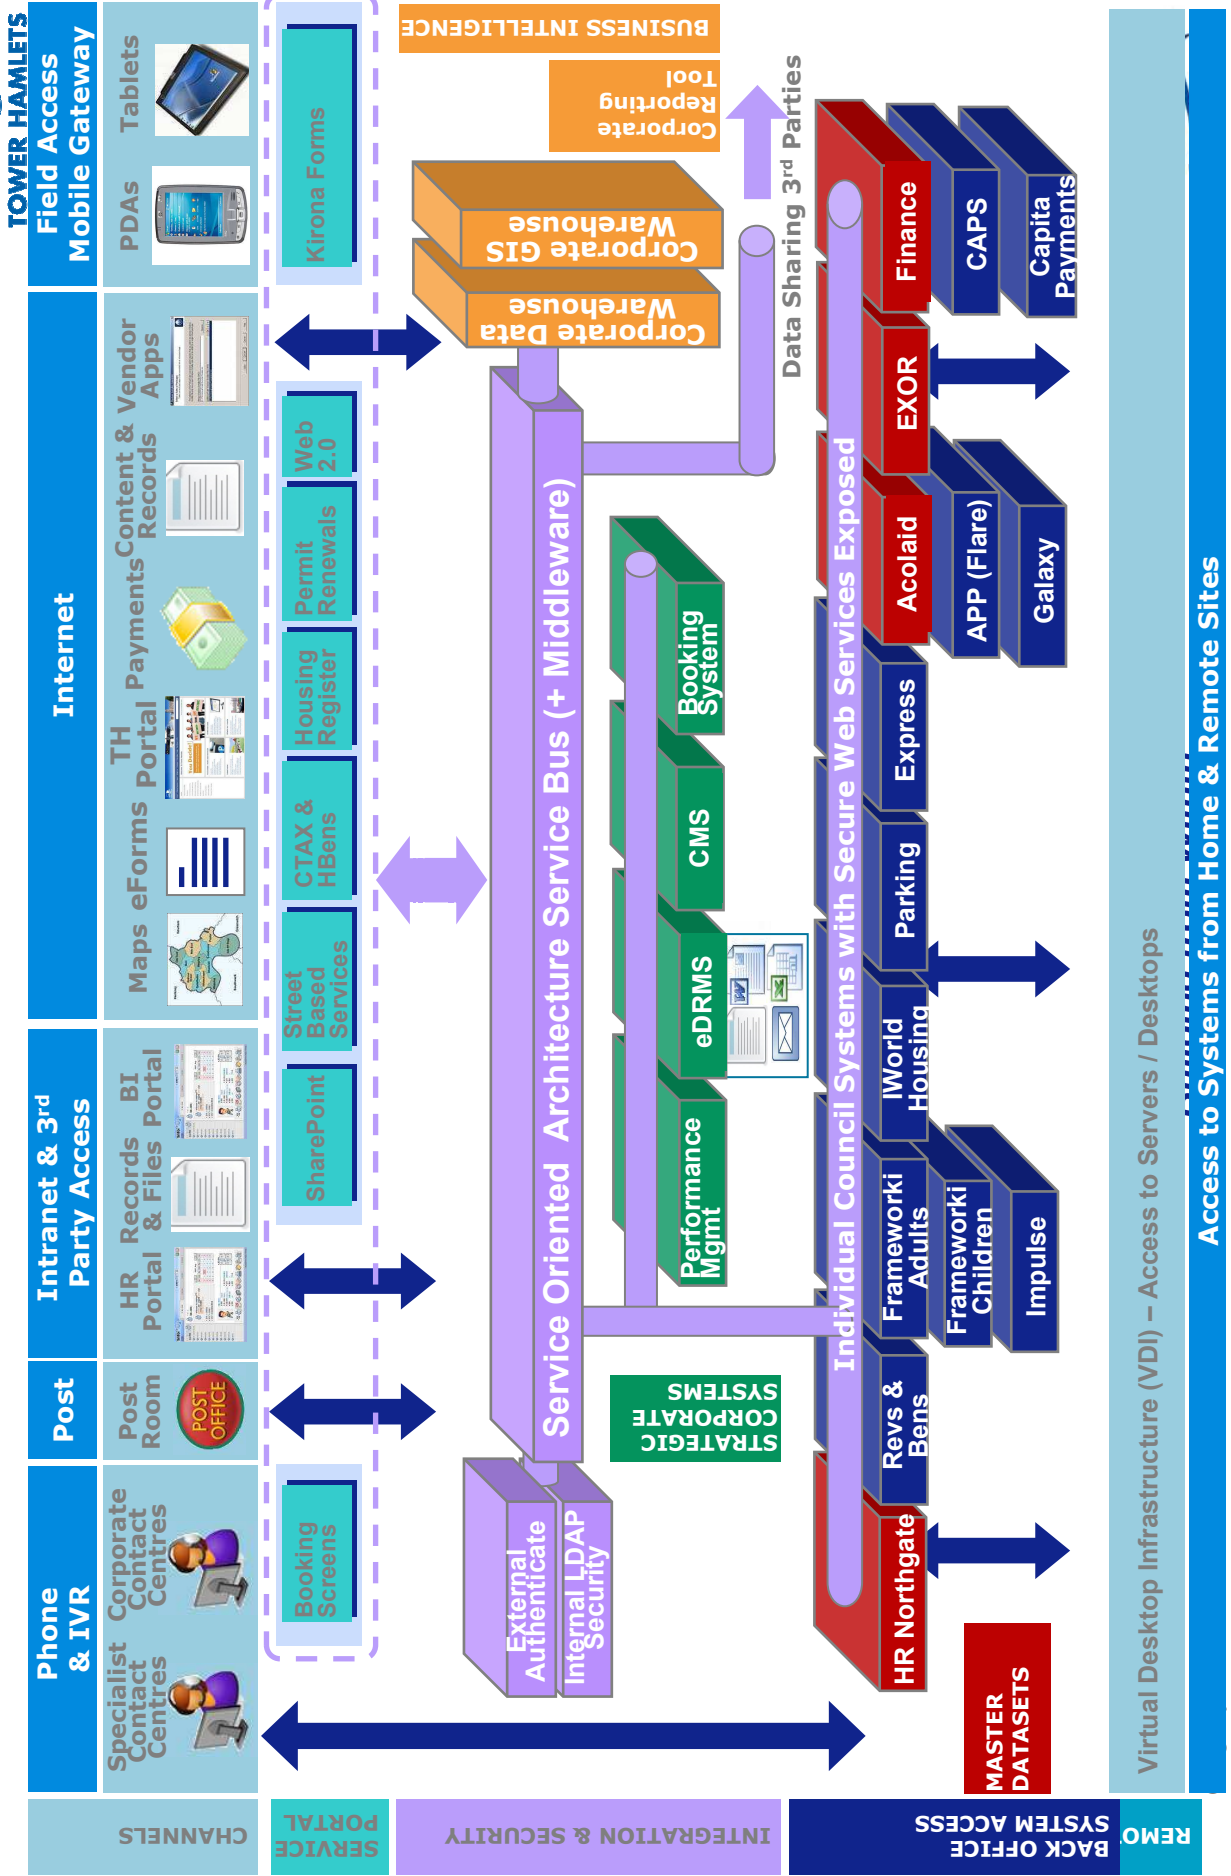 TOWER HAMLETS
Phone
& IVR
Post
Intranet & 3rd
Party Access
Internet
Field Access
Mobile Gateway
CHANNELS
Specialist
Contact
Centres
Corporate
Contact
Centres
Post
Room
POST
OFFICE
HR
Portal
Records
& Files
BI
Portal
Maps
eForms
TH
Portal
Payments
Content &
Records
Vendor
Apps
PDAs
Tablets
SERVICE
PORTAL
Booking
Screens
SharePoint
Street
Based
Services
CTAX &
HBens
Housing
Register
Permit
Renewals
Web
2.0
Kirona Forms
BUSINESS INTELLIGENCE
Corporate
Reporting
Tool
INTEGRATION & SECURITY
External
Authenticate
Internal LDAP
Security
Service Oriented Architecture Service Bus (+ Middleware)
Corporate Data
Warehouse
Corporate GIS
Warehouse
Data Sharing 3rd Parties
STRATEGIC
CORPORATE
SYSTEMS
Performance
Mgmt
eDRMS
CMS
Booking
System
BACK OFFICE
SYSTEM ACCESS
Individual Council Systems with Secure Web Services Exposed
HR Northgate
Revs &
Bens
Frameworki
Adults
IWorld
Housing
Parking
Express
Acolaid
EXOR
Finance
Frameworki
Children
APP (Flare)
CAPS
Impulse
Galaxy
Capita
Payments
MASTER
DATASETS
Virtual Desktop Infrastructure (VDI) – Access to Servers / Desktops
Access to Systems from Home & Remote Sites